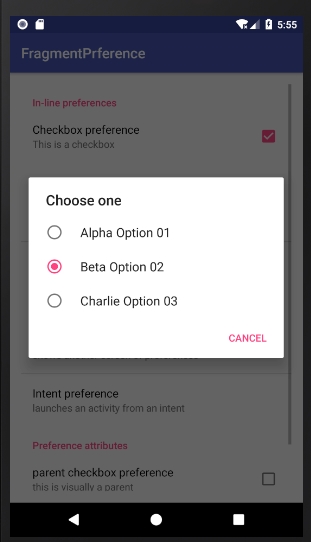 5:55
FragmentPrference
In-line preferences
Checkbox preference
This is a checkbox
Choose one
Alpha Option 01
Beta Option 02
Charlie Option 03
CANCEL
Intent preference
launches an activity from an intent
Preference attributes
parent checkbox preference
this is visually a parent